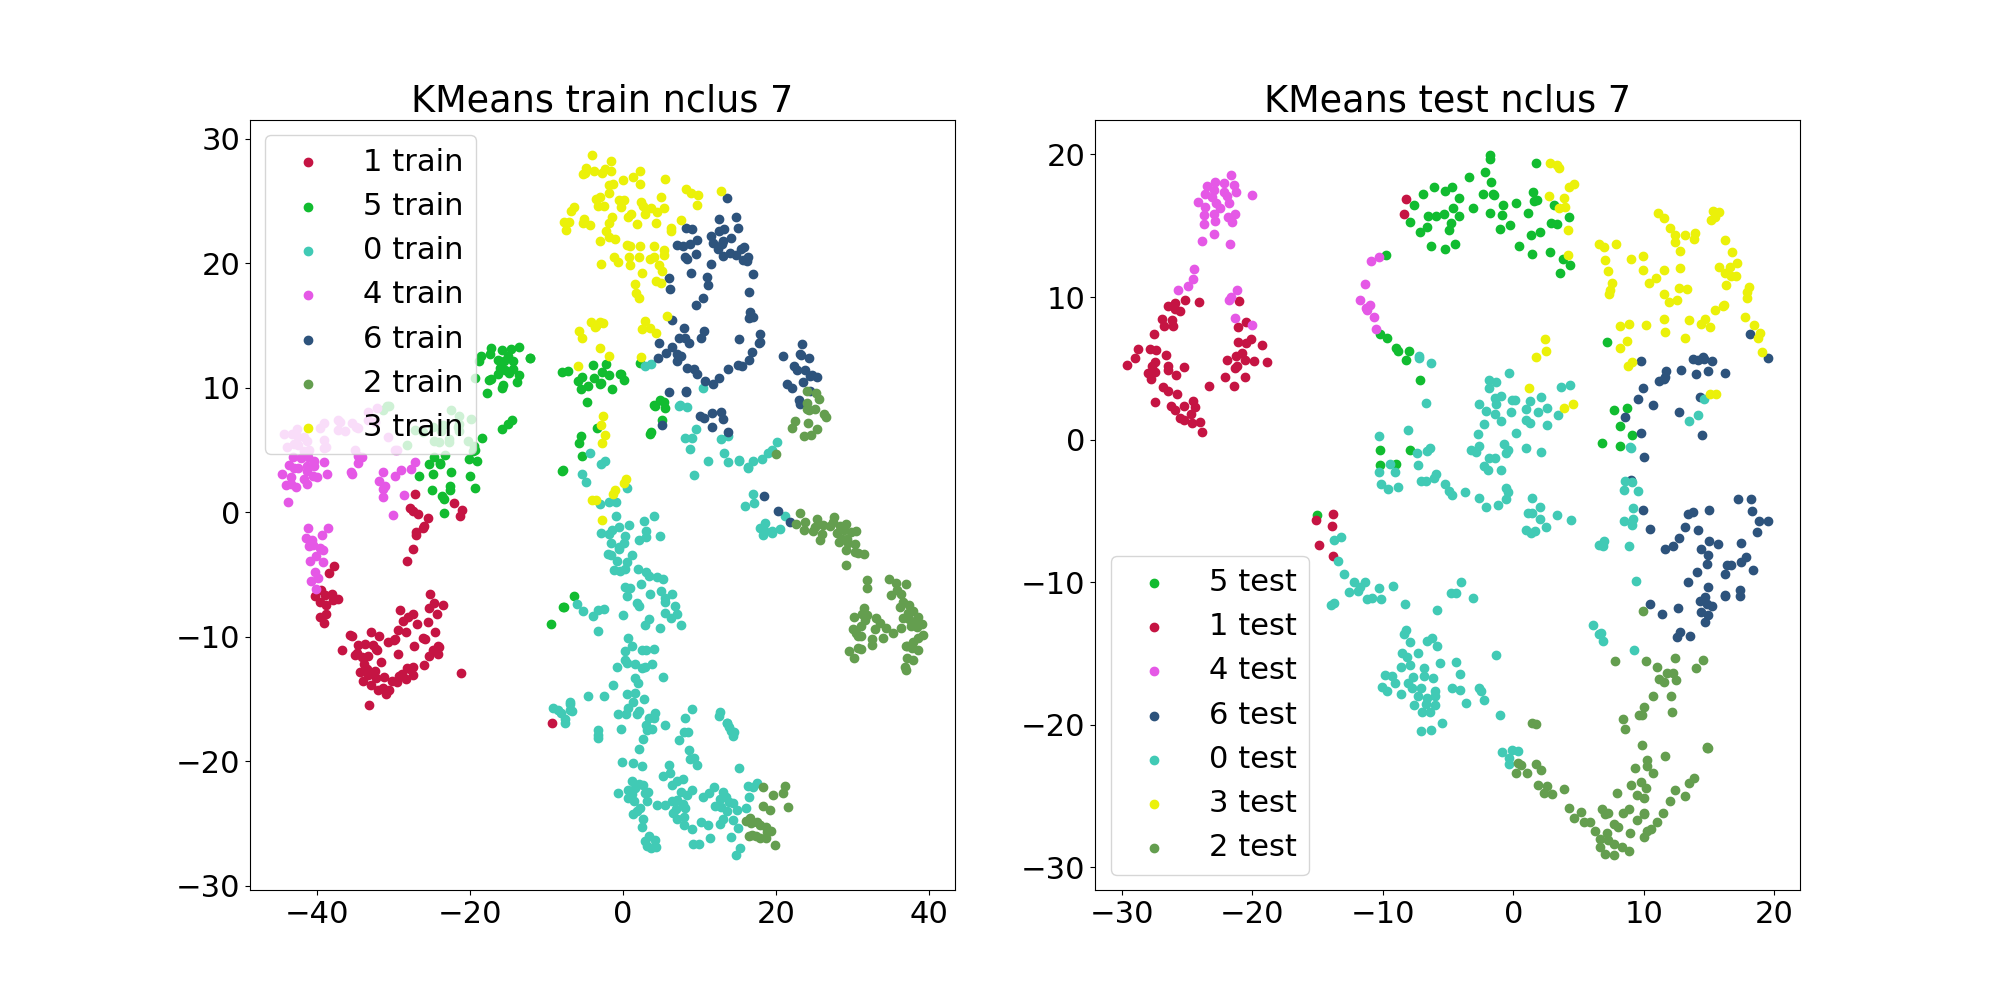 KMeans train nclus 7
30
20
10
0
−10
−20
−30
−40
−20
0
20
40
1 train
5 train
0 train
4 train
6 train
2 train
3 train
KMeans test nclus 7
20
10
0
−10
−20
−30
−30
−20
−10
0
10
20
5 test
1 test
4 test
6 test
0 test
3 test
2 test